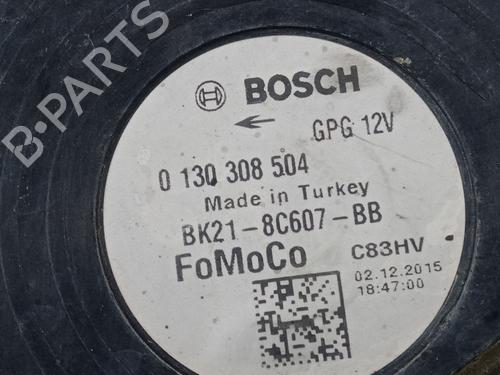 B-PARTS
BOSCH
GPG 12V
0 130 308 504
Made in Turkey
BK21-8C607-BB
FoMoCo C83HV
02.12.2015
18:47:00